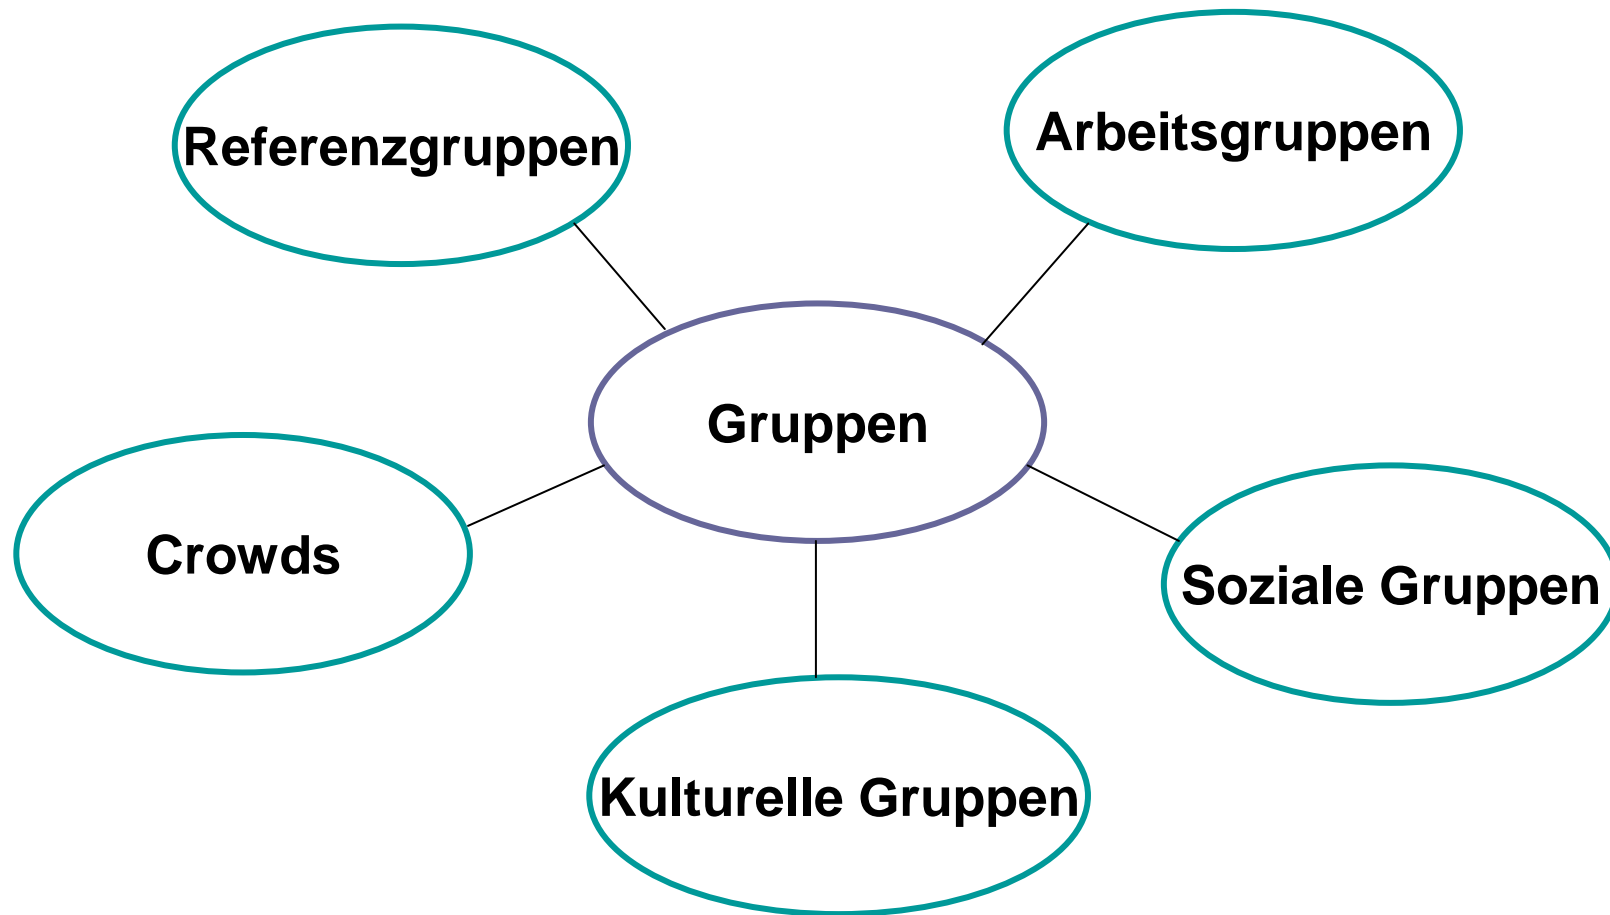 Referenzgruppen
Arbeitsgruppen
Gruppen
Crowds
Soziale Gruppen
Kulturelle Gruppen